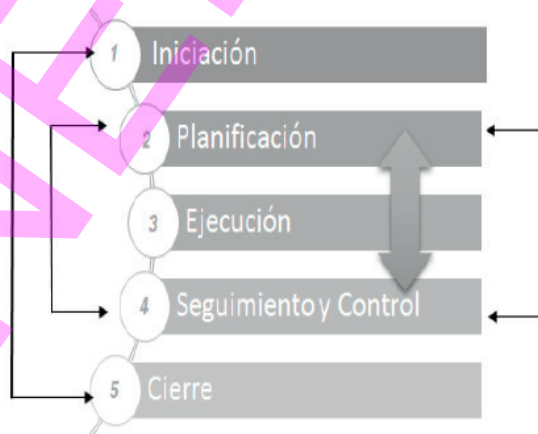 1 Iniciación
2 Planificación
3 Ejecución
4 Seguimiento y Control
5 Cierre